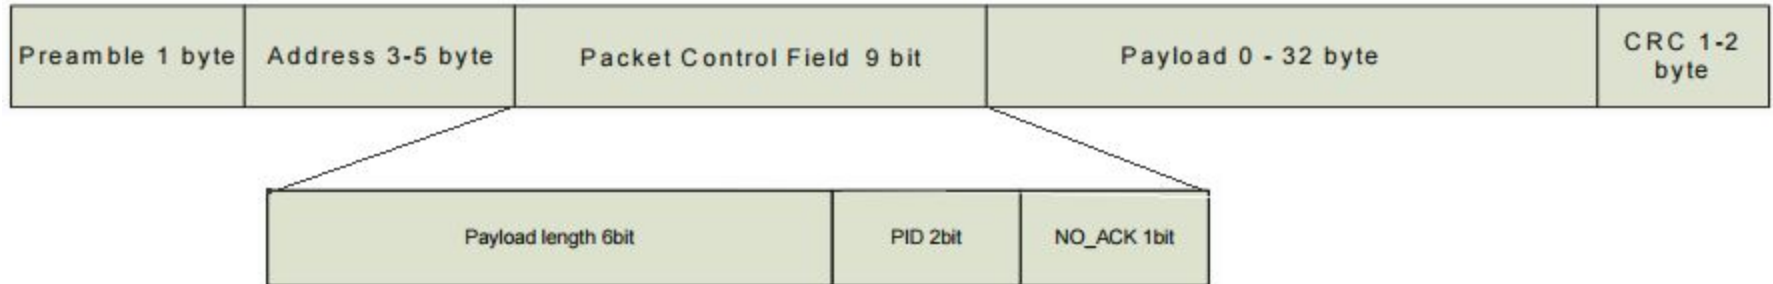 Preamble 1 byte
Address 3-5 byte
Packet Control Field 9 bit
Payload 0 - 32 byte
CRC 1-2
byte
Payload length 6bit
PID 2bit
NO_ACK 1bit